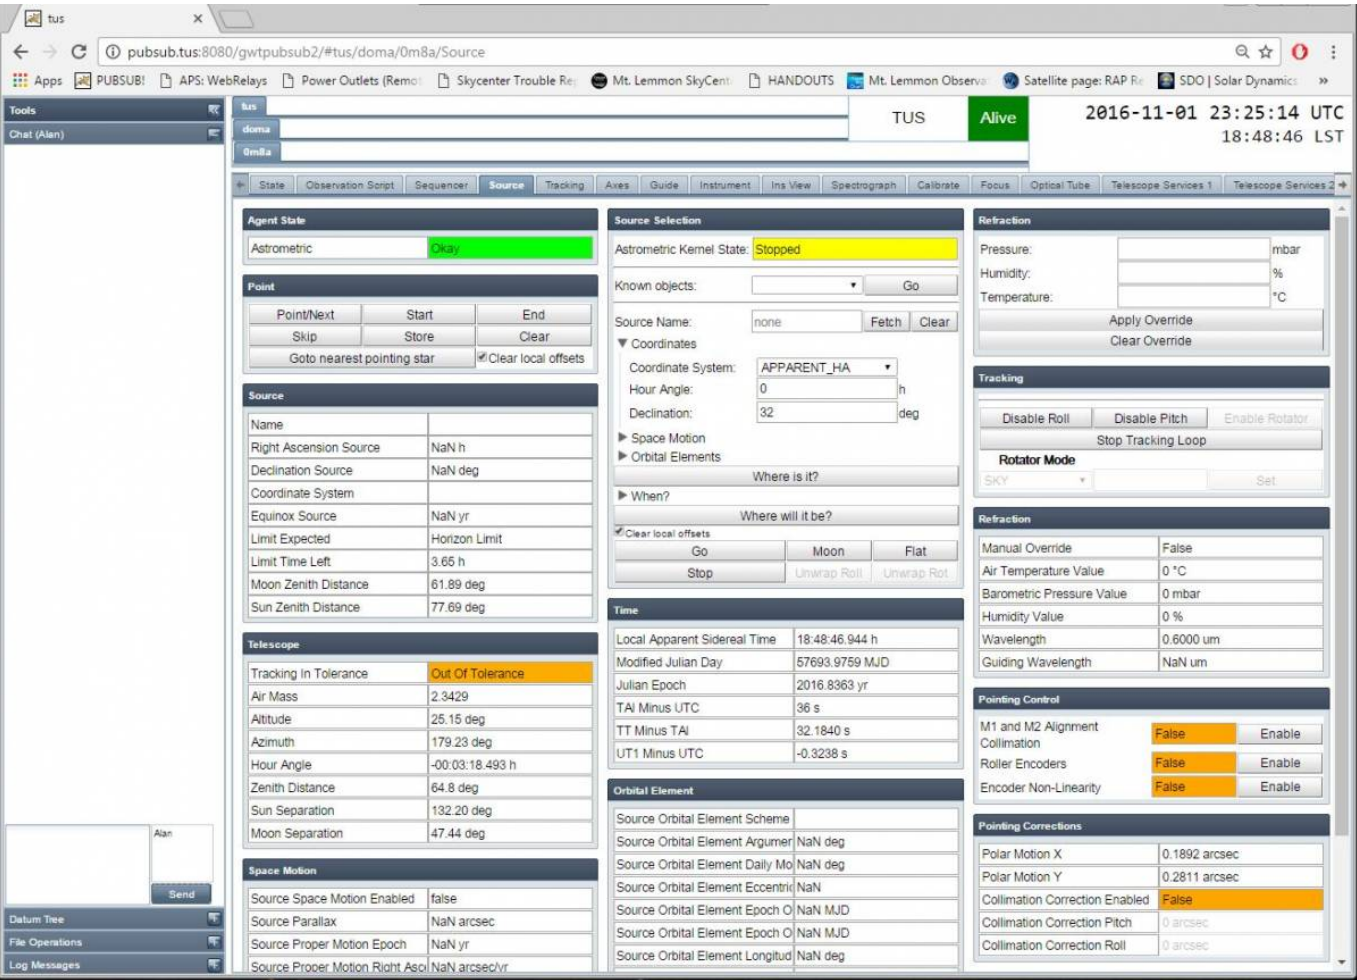 tus
pubsub.tus:8080/gwtpubsub2/#tus/doma/0m8a/Source
Apps PUBSUB! APS: WebRelays Power Outlets (Remo Skycenter Trouble Re Mt. Lemmon SkyCent HANDOUTS Mt. Lemmon Observa Satellite page: RAP Re SDO | Solar Dynamics »
Tools
Chat (Alan)
Alan
Send
Datum Tree
File Operations
Log Messages
tus
doma
0m8a
TUS Alive
2016-11-01 23:25:14 UTC
18:48:46 LST
State Observation Script Sequencer Source Tracking Axes Guide Instrument Ins View Spectrograph Calibrate Focus Optical Tube Telescope Services 1 Telescope Services 2
Agent State
Astrometric Okay
Point
Point/Next Start End
Skip Store Clear
Goto nearest pointing star Clear local offsets
Source
Name
Right Ascension Source NaN h
Declination Source NaN deg
Coordinate System
Equinox Source NaN yr
Limit Expected Horizon Limit
Limit Time Left 3.65 h
Moon Zenith Distance 61.89 deg
Sun Zenith Distance 77.69 deg
Telescope
Tracking In Tolerance Out Of Tolerance
Air Mass 2.3429
Altitude 25.15 deg
Azimuth 179.23 deg
Hour Angle -00:03:18.493 h
Zenith Distance 64.8 deg
Sun Separation 132.20 deg
Moon Separation 47.44 deg
Space Motion
Source Space Motion Enabled false
Source Parallax NaN arcsec
Source Proper Motion Epoch NaN yr
Source Proper Motion Right Asc NaN arcsec/yr
Source Selection
Astrometric Kernel State: Stopped
Known objects: Go
Source Name: none Fetch Clear
Coordinates
Coordinate System: APPARENT_HA
Hour Angle: 0 h
Declination: 32 deg
Space Motion
Orbital Elements
Where is it?
When?
Where will it be?
Clear local offsets
Go Moon Flat
Stop Unwrap Roll Unwrap Rot
Time
Local Apparent Sidereal Time 18:48:46.944 h
Modified Julian Day 57693.9759 MJD
Julian Epoch 2016.8363 yr
TAI Minus UTC 36 s
TT Minus TAI 32.1840 s
UT1 Minus UTC -0.3238 s
Orbital Element
Source Orbital Element Scheme
Source Orbital Element Argumer NaN deg
Source Orbital Element Daily Mo NaN deg
Source Orbital Element Eccentric NaN
Source Orbital Element Epoch O NaN MJD
Source Orbital Element Epoch O NaN MJD
Source Orbital Element Longitud NaN deg
Refraction
Pressure: mbar
Humidity: %
Temperature: °C
Apply Override
Clear Override
Tracking
Disable Roll Disable Pitch Enable Rotator
Stop Tracking Loop
Rotator Mode
SKY Set
Refraction
Manual Override False
Air Temperature Value 0 °C
Barometric Pressure Value 0 mbar
Humidity Value 0 %
Wavelength 0.6000 um
Guiding Wavelength NaN um
Pointing Control
M1 and M2 Alignment
Collimation False Enable
Roller Encoders False Enable
Encoder Non-Linearity False Enable
Pointing Corrections
Polar Motion X 0.1892 arcsec
Polar Motion Y 0.2811 arcsec
Collimation Correction Enabled False
Collimation Correction Pitch 0 arcsec
Collimation Correction Roll 0 arcsec